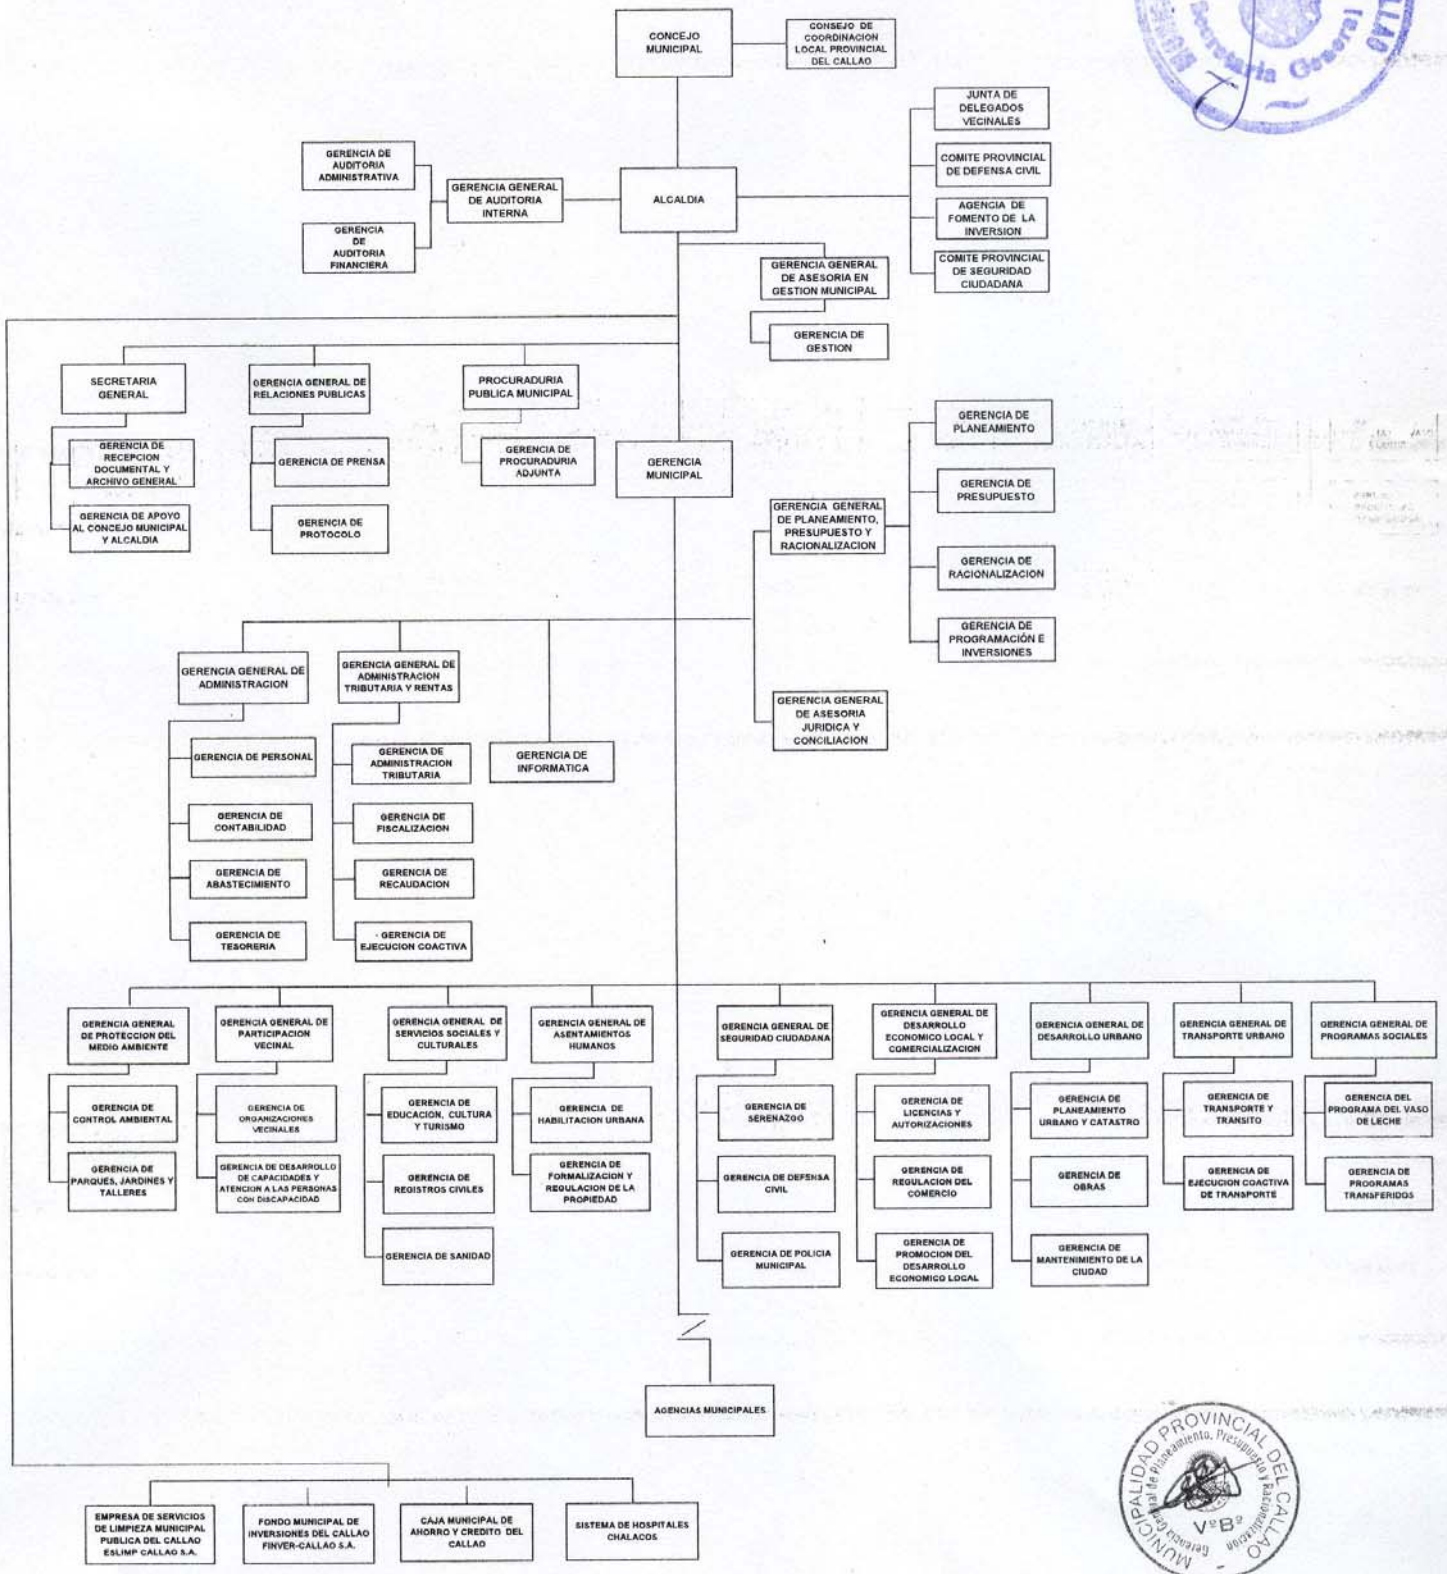 CONCEJO
MUNICIPAL
CONSEJO DE
COORDINACION
LOCAL PROVINCIAL
DEL CALLAO
Secretaria General
CALLAO
JUNTA DE
DELEGADOS
VECINALES
COMITE PROVINCIAL
DE DEFENSA CIVIL
AGENCIA DE
FOMENTO DE LA
INVERSION
COMITE PROVINCIAL
DE SEGURIDAD
CIUDADANA
GERENCIA DE
AUDITORIA
ADMINISTRATIVA
GERENCIA
DE
AUDITORIA
FINANCIERA
GERENCIA GENERAL
DE AUDITORIA
INTERNA
ALCALDIA
GERENCIA GENERAL
DE ASESORIA EN
GESTION MUNICIPAL
GERENCIA DE
GESTION
SECRETARIA
GENERAL
GERENCIA DE
RECEPCION
DOCUMENTAL Y
ARCHIVO GENERAL
GERENCIA DE APOYO
AL CONCEJO MUNICIPAL
Y ALCALDIA
GERENCIA GENERAL DE
RELACIONES PUBLICAS
GERENCIA DE PRENSA
GERENCIA DE
PROTOCOLO
PROCURADURIA
PUBLICA MUNICIPAL
GERENCIA DE
PROCURADURIA
ADJUNTA
GERENCIA
MUNICIPAL
GERENCIA GENERAL
DE PLANEAMIENTO,
PRESUPUESTO Y
RACIONALIZACION
GERENCIA DE
PLANEAMIENTO
GERENCIA DE
PRESUPUESTO
GERENCIA DE
RACIONALIZACION
GERENCIA DE
PROGRAMACIÓN E
INVERSIONES
GERENCIA GENERAL
DE ASESORIA
JURIDICA Y
CONCILIACION
GERENCIA GENERAL DE
ADMINISTRACION
GERENCIA DE PERSONAL
GERENCIA DE
CONTABILIDAD
GERENCIA DE
ABASTECIMIENTO
GERENCIA DE
TESORERIA
GERENCIA GENERAL DE
ADMINISTRACION
TRIBUTARIA Y RENTAS
GERENCIA DE
ADMINISTRACION
TRIBUTARIA
GERENCIA DE
FISCALIZACION
GERENCIA DE
RECAUDACION
GERENCIA DE
EJECUCION COACTIVA
GERENCIA DE
INFORMATICA
GERENCIA GENERAL
DE PROTECCION DEL
MEDIO AMBIENTE
GERENCIA DE
CONTROL AMBIENTAL
GERENCIA DE
PARQUES, JARDINES Y
TALLERES
GERENCIA GENERAL DE
PARTICIPACION
VECINAL
GERENCIA DE
ORGANIZACIONES
VECINALES
GERENCIA DE DESARROLLO
DE CAPACIDADES Y
ATENCION A LAS PERSONAS
CON DISCAPACIDAD
GERENCIA GENERAL DE
SERVICIOS SOCIALES Y
CULTURALES
GERENCIA DE
EDUCACION, CULTURA
Y TURISMO
GERENCIA DE
REGISTROS CIVILES
GERENCIA DE SANIDAD
GERENCIA GENERAL DE
ASENTAMIENTOS
HUMANOS
GERENCIA DE
HABILITACION URBANA
GERENCIA DE
FORMALIZACION Y
REGULACION DE LA
PROPIEDAD
GERENCIA GENERAL DE
SEGURIDAD CIUDADANA
GERENCIA DE
SERENAZGO
GERENCIA DE DEFENSA
CIVIL
GERENCIA DE POLICIA
MUNICIPAL
GERENCIA GENERAL DE
DESARROLLO
ECONOMICO LOCAL Y
COMERCIALIZACION
GERENCIA DE
LICENCIAS Y
AUTORIZACIONES
GERENCIA DE
REGULACION DEL
COMERCIO
GERENCIA DE
PROMOCION DEL
DESARROLLO
ECONOMICO LOCAL
GERENCIA GENERAL DE
DESARROLLO URBANO
GERENCIA DE
PLANEAMIENTO
URBANO Y CATASTRO
GERENCIA DE
OBRAS
GERENCIA DE
MANTENIMIENTO DE LA
CIUDAD
GERENCIA GENERAL DE
TRANSPORTE URBANO
GERENCIA DE
TRANSPORTE Y
TRANSITO
GERENCIA DE
EJECUCION COACTIVA
DE TRANSPORTE
GERENCIA GENERAL DE
PROGRAMAS SOCIALES
GERENCIA DEL
PROGRAMA DEL VASO
DE LECHE
GERENCIA DE
PROGRAMAS
TRANSFERIDOS
AGENCIAS MUNICIPALES
EMPRESA DE SERVICIOS
DE LIMPIEZA MUNICIPAL
PUBLICA DEL CALLAO
ESLIMP CALLAO S.A.
FONDO MUNICIPAL DE
INVERSIONES DEL CALLAO
FINVER-CALLAO S.A.
CAJA MUNICIPAL DE
AHORRO Y CREDITO DEL
CALLAO
SISTEMA DE HOSPITALES
CHALACOS
MUNICIPALIDAD PROVINCIAL DEL CALLAO
Gerencia General de Planeamiento, Presupuesto y Racionalización
VºBº